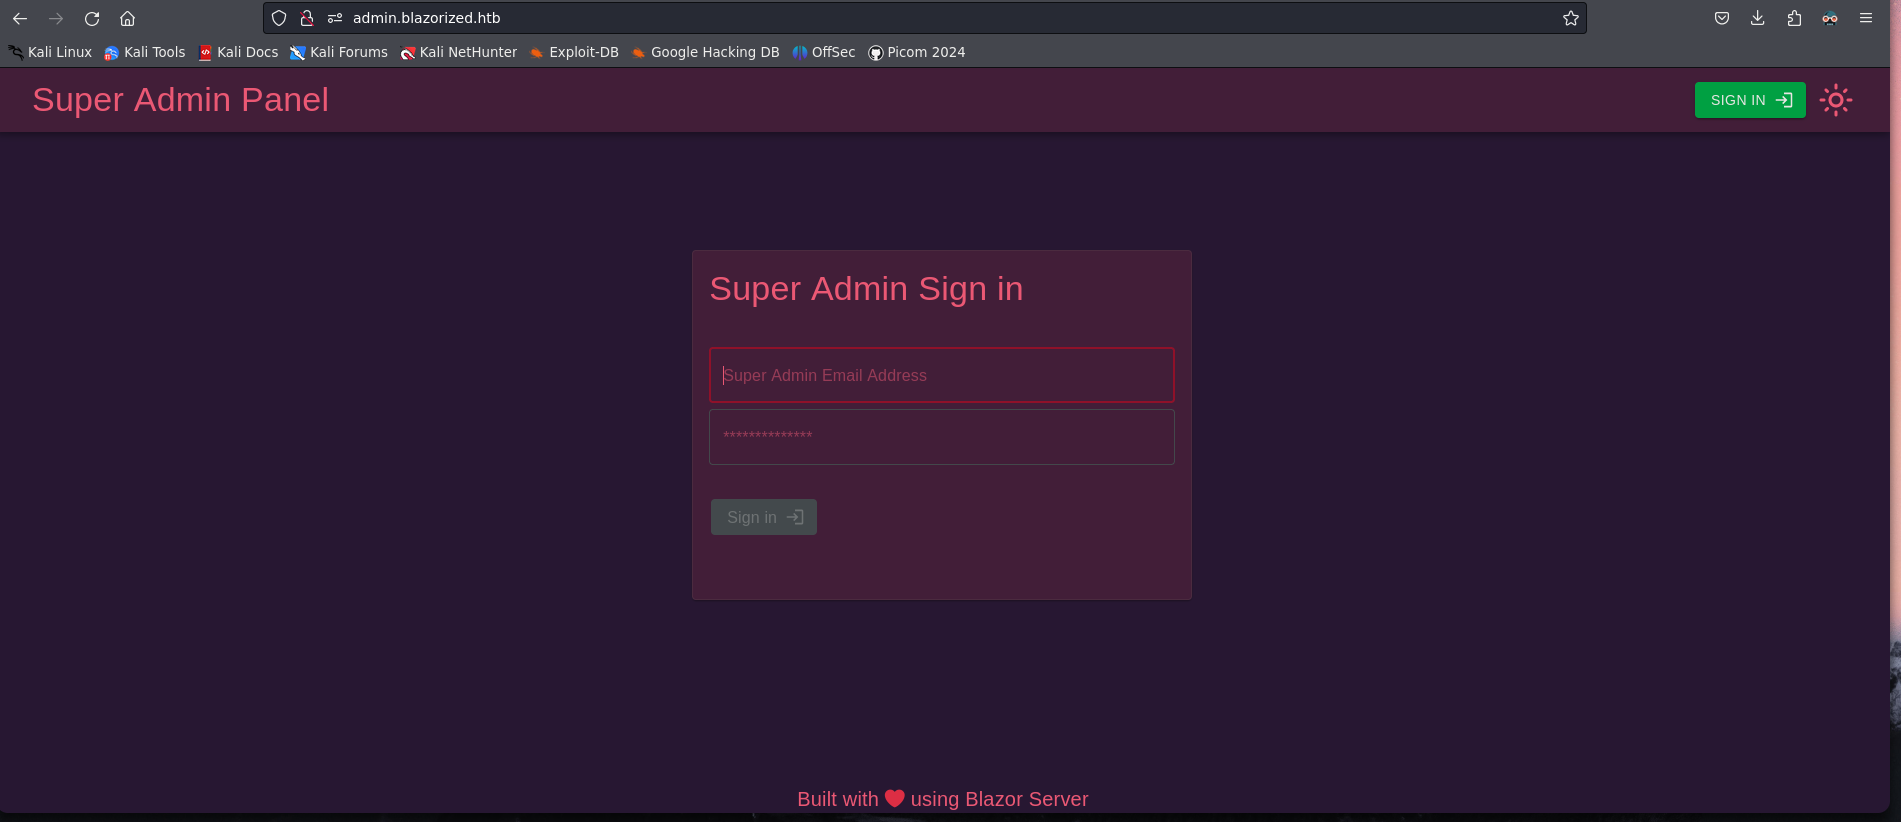 admin.blazorized.htb
Kali Linux Kali Tools Kali Docs Kali Forums Kali NetHunter Exploit-DB Google Hacking DB OffSec Picom 2024
Super Admin Panel
SIGN IN
Super Admin Sign in
Super Admin Email Address
**************
Sign in
Built with ❤️ using Blazor Server